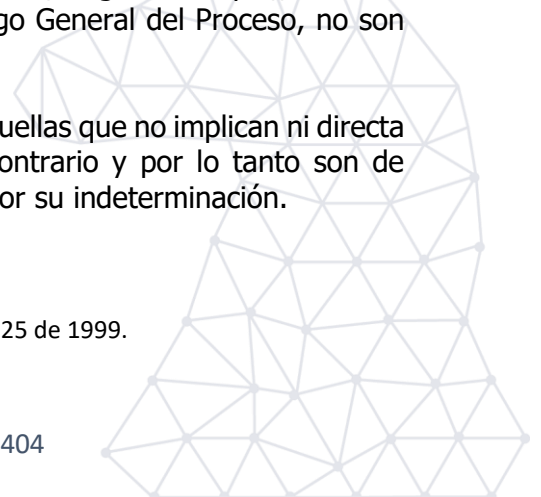 go General del Proceso, no son
uellas que no implican ni directa
ontrario y por lo tanto son de
or su indeterminación.
25 de 1999.
404